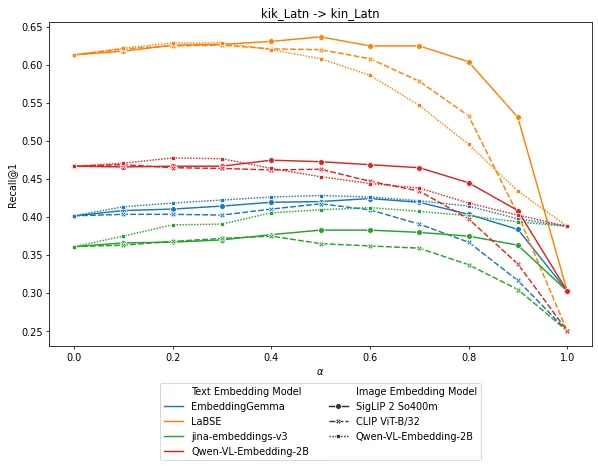 kik_Latn -> kin_Latn
Recall@1
0.65
0.60
0.55
0.50
0.45
0.40
0.35
0.30
0.25
0.0 0.2 0.4 0.6 0.8 1.0
α
Text Embedding Model Image Embedding Model
EmbeddingGemma SigLIP 2 So400m
LaBSE CLIP ViT-B/32
jina-embeddings-v3 Qwen-VL-Embedding-2B
Qwen-VL-Embedding-2B